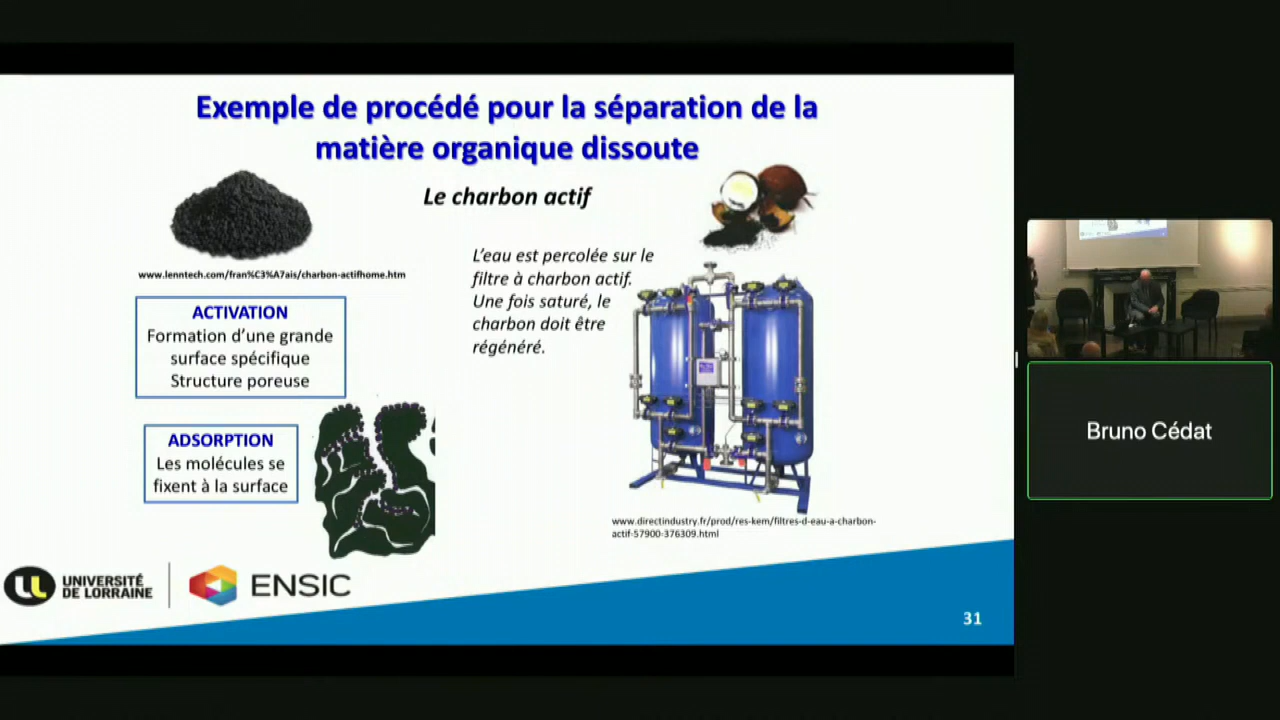 Exemple de procédé pour la séparation de la
matière organique dissoute
Le charbon actif
www.lenntech.com/fran%C3%A7ais/charbon-actifhome.htm
L'eau est percolée sur le
filtre à charbon actif.
Une fois saturé, le
charbon doit être
régénéré.
ACTIVATION
Formation d'une grande
surface spécifique
Structure poreuse
ADSORPTION
Les molécules se
fixent à la surface
www.directindustry.fr/prod/res-kem/filtres-d-eau-a-charbon-
actif-57900-376309.html
UNIVERSITÉ
DE LORRAINE
ENSIC
31
Bruno Cédat